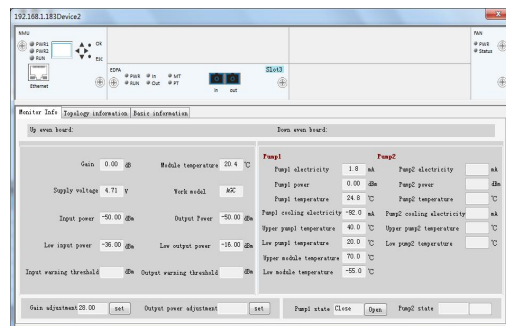 192.168.1.183Device2
NMU
PWR1
PWR2
RUN
OK
ESC
Ethernet
EDFA
Slot3
PWR In MT
RUN Out PT
in out
FAN
PWR
Status
Monitor Info Topology information Basic information
Up even board: Down even board:
Gain 0.00 dB Module temperature 20.4 ℃
Supply voltage 4.71 V Work model AGC
Input power -50.00 dBm Output Power -50.00 dBm
Low input power -36.00 dBm Low output power -16.00 dBm
Input warning threshold dBm Output warning threshold dBm
Pump1 Pump2
Pump1 electricity 1.8 mA Pump2 electricity mA
Pump1 power 0.00 dBm Pump2 power dBm
Pump1 temperature 24.8 ℃ Pump2 temperature ℃
Pump1 cooling electricity -92.0 mA Pump2 cooling electricity mA
Upper pump1 temperature 40.0 ℃ Upper pump2 temperature ℃
Low pump1 temperature 20.0 ℃ Low pump2 temperature ℃
Upper module temperature 70.0 ℃
Low module temperature -55.0 ℃
Gain adjustment 28.00 set Output power adjustment set Pump1 state Close Open Pump2 state